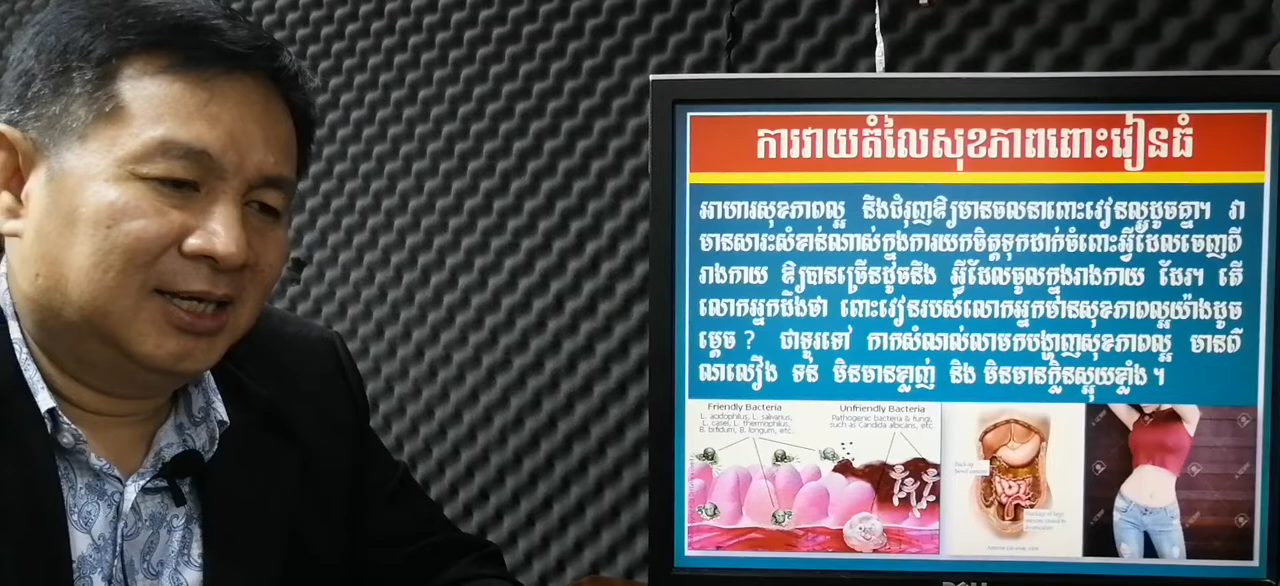 ការវាយតំលៃសុខភាពពោះវៀនធំ
អាហារសុខភាពល្អ នឹងជំរុញឱ្យមានចលនាពោះវៀនល្អដូចគ្នា។ វា
មានសារៈសំខាន់ណាស់ក្នុងការយកចិត្តទុកដាក់ចំពោះអ្វីដែលចេញពី
រាងកាយ ឱ្យបានច្រើនដូចនឹង អ្វីដែលចូលក្នុងរាងកាយ ដែរ។ តើ
លោកអ្នកដឹងថា ពោះវៀនរបស់លោកអ្នកមានសុខភាពល្អយ៉ាងដូច
ម្តេច ? ជាទូរទៅ កាកសំណល់លាមកបង្ហាញសុខភាពល្អ មានពី
ណលឿង ទន់ មិនមានខ្លាញ់ និង មិនមានក្លិនស្អុយខ្លាំង ។
Friendly Bacteria
L. acidophilus, L. salivarius,
L. casei, L. thermophilus,
B. bifidum, B. longum, etc.
Unfriendly Bacteria
Pathogenic bacteria & fungi,
such as Candida albicans, etc